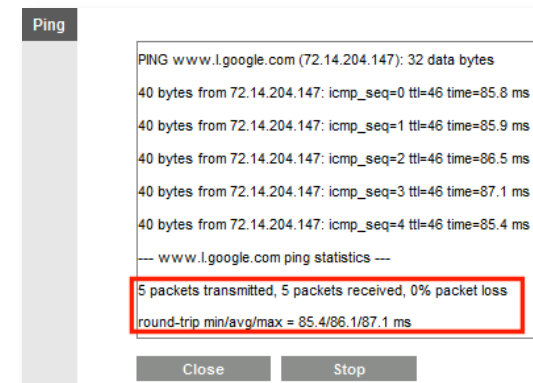 Ping
PING www.l.google.com (72.14.204.147): 32 data bytes
40 bytes from 72.14.204.147: icmp_seq=0 ttl=46 time=85.8 ms
40 bytes from 72.14.204.147: icmp_seq=1 ttl=46 time=85.9 ms
40 bytes from 72.14.204.147: icmp_seq=2 ttl=46 time=86.5 ms
40 bytes from 72.14.204.147: icmp_seq=3 ttl=46 time=87.1 ms
40 bytes from 72.14.204.147: icmp_seq=4 ttl=46 time=85.4 ms
--- www.l.google.com ping statistics ---
5 packets transmitted, 5 packets received, 0% packet loss
round-trip min/avg/max = 85.4/86.1/87.1 ms
Close Stop